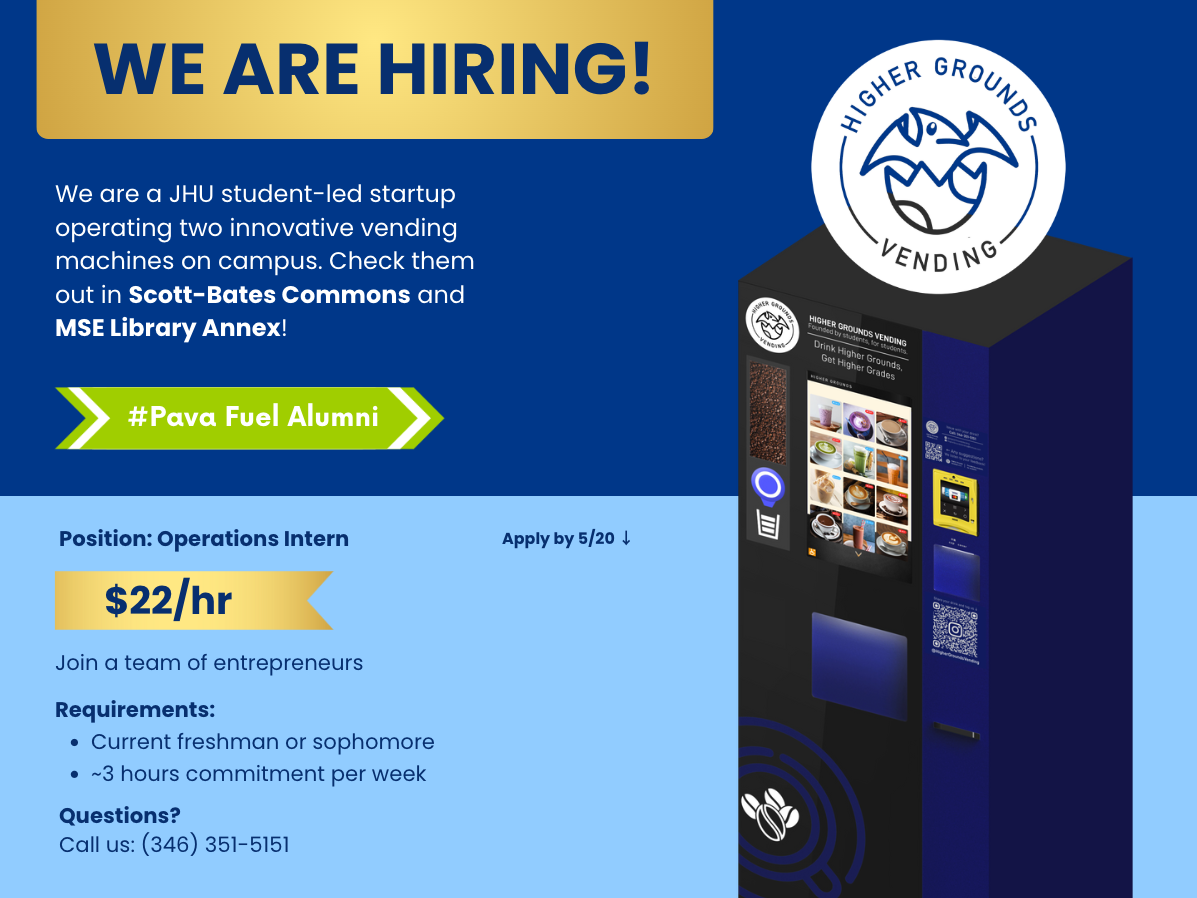 WE ARE HIRING!
We are a JHU student-led startup
operating two innovative vending
machines on campus. Check them
out in Scott-Bates Commons and
MSE Library Annex!
#Pava Fuel Alumni
Position: Operations Intern
Apply by 5/20 ↓
$22/hr
Join a team of entrepreneurs
Requirements:
• Current freshman or sophomore
• ~3 hours commitment per week
Questions?
Call us: (346) 351-5151
HIGHER GROUNDS
VENDING
HIGHER GROUNDS
VENDING
HIGHER GROUNDS VENDING
Founded by students, for students.
Drink Higher Grounds,
Get Higher Grades
HIGHER GROUNDS
@HigherGroundsVending